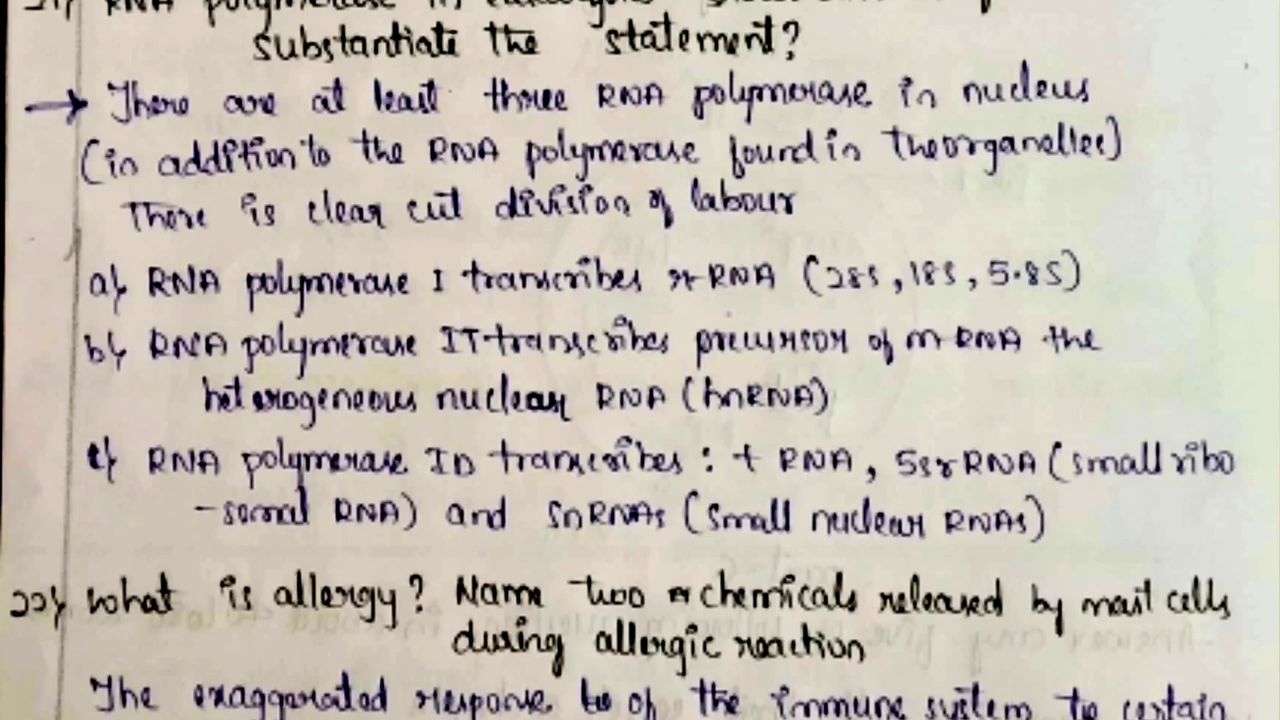 21) RNA polymerase in
substantiate the statement?
→ There are at least three RNA polymerase in nucleus
(in addition to the RNA polymerase found in the organelles)
There is clear cut division of labour
a) RNA polymerase I transcribes rRNA (28S, 18S, 5.8S)
b) RNA polymerase II transcribes precursor of mRNA the
heterogeneous nuclear RNA (hnRNA)
c) RNA polymerase III transcribes : tRNA, 5srRNA (small ribo
-somal RNA) and SnRNAs (small nuclear RNAs)
22) What is allergy? Name two chemicals released by mast cells
during allergic reaction
The exaggerated response to of the immune system to certain